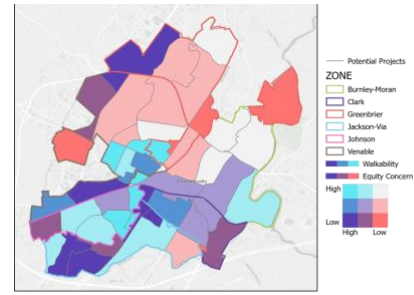 Potential Projects
ZONE
Burnley-Moran
Clark
Greenbrier
Jackson-Via
Johnson
Venable
Walkability
Equity Concern
High
Low
High Low